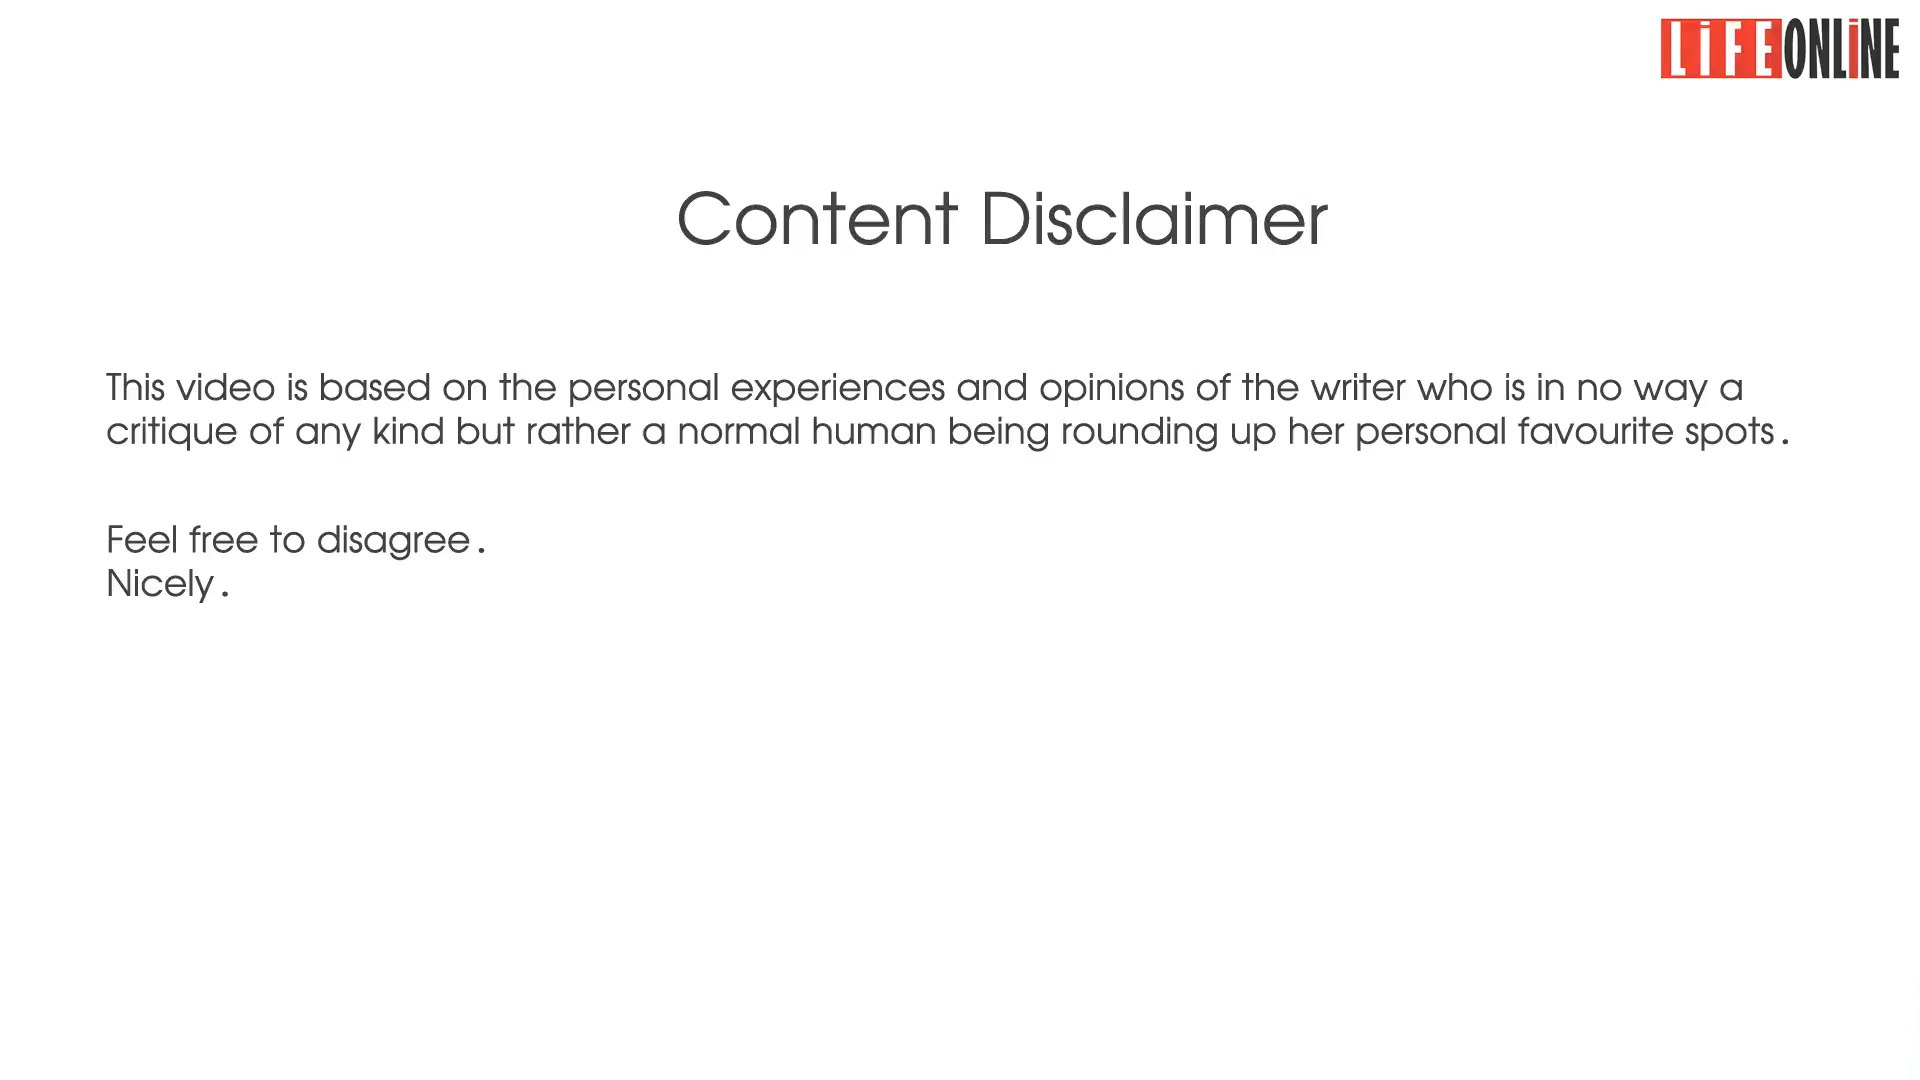 LiFEONLiNE
Content Disclaimer
This video is based on the personal experiences and opinions of the writer who is in no way a
critique of any kind but rather a normal human being rounding up her personal favourite spots.
Feel free to disagree.
Nicely.